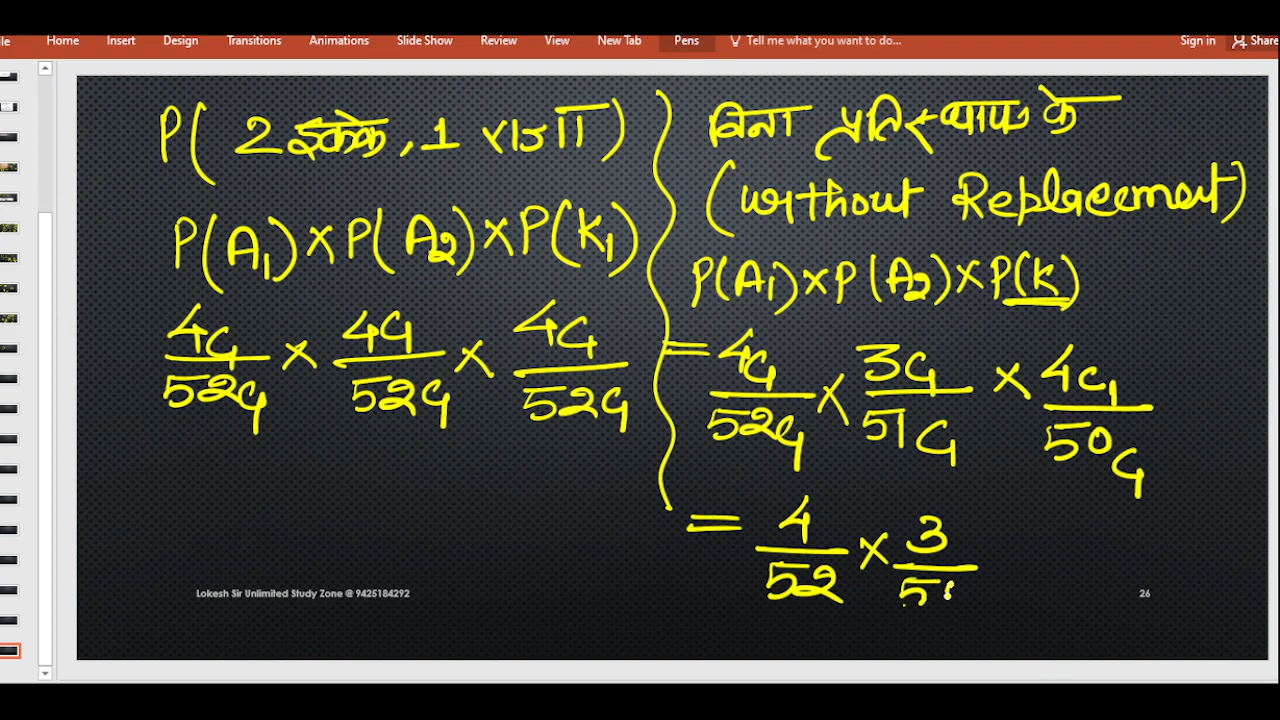 Home Insert Design Transitions Animations Slide Show Review View New Tab Pens Tell me what you want to do... Sign in Share
P( 2 इक्के, 1 राजा )
P(A₁) × P(A₂) × P(K₁)
4C₁/52C₁ × 4C₁/52C₁ × 4C₁/52C₁
बिना प्रतिस्थापन के
(without Replacement)
P(A₁) × P(A₂) × P(K)
= 4C₁/52C₁ × 3C₁/51C₁ × 4C₁/50C₁
= 4/52 × 3/51
Lokesh Sir Unlimited Study Zone @ 9425184292
26